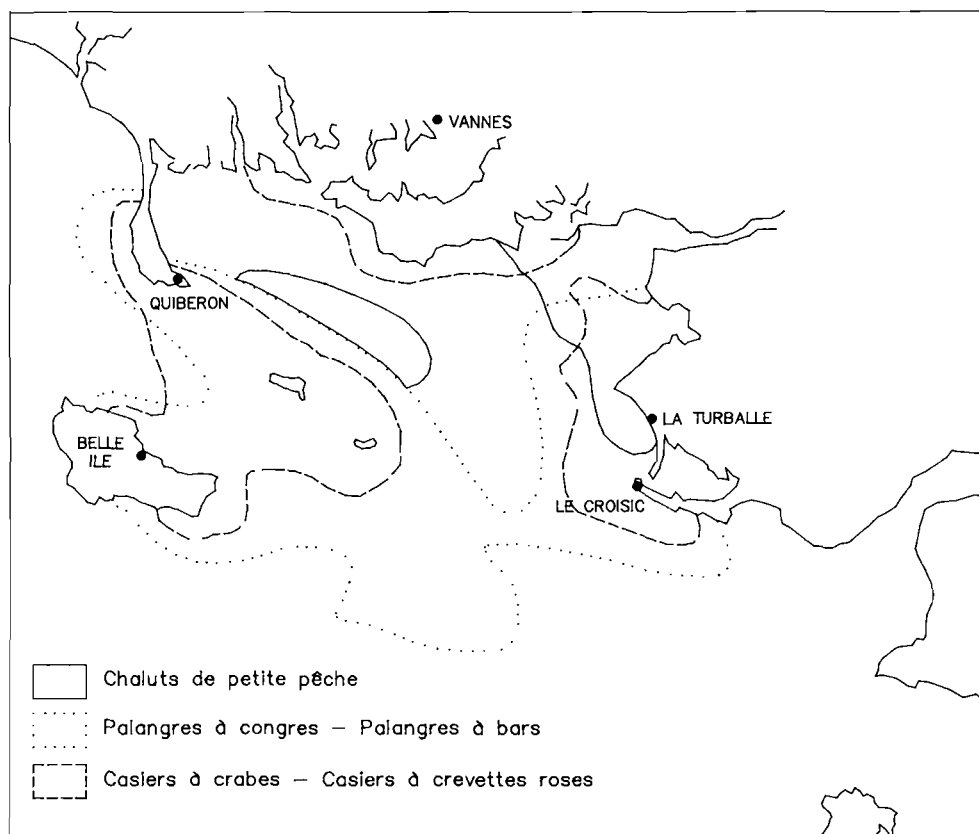 VANNES
QUIBERON
LA TURBALLE
BELLE
ILE
LE CROISIC
Chaluts de petite pêche
Palangres à congres – Palangres à bars
Casiers à crabes – Casiers à crevettes roses